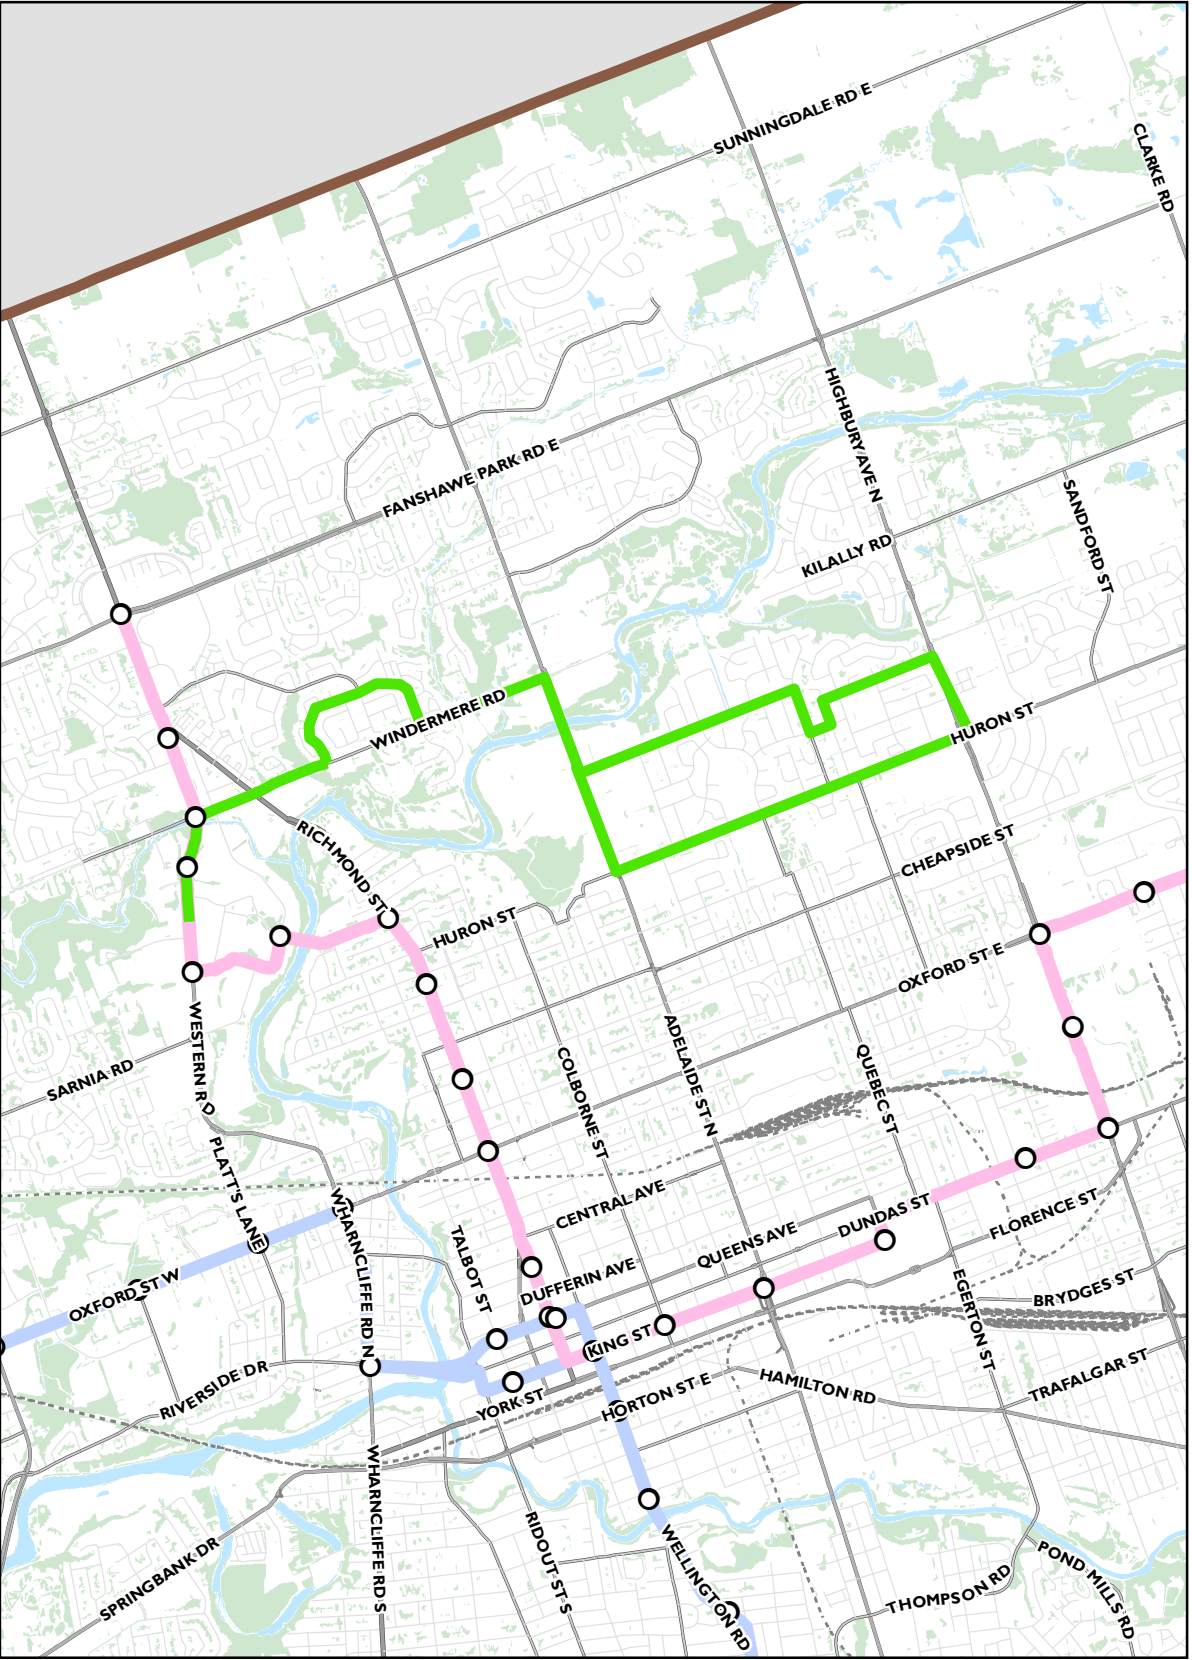 SUNNINGDALE RD E
CLARKE RD
HIGHBURY AVE N
FANSHAWE PARK RD E
SANDFORD ST
KILALLY RD
WINDERMERE RD
HURON ST
RICHMOND ST
CHEAPSIDE ST
HURON ST
OXFORD ST E
WESTERN RD
ADELAIDE ST N
SARNIA RD
COLBORNE ST
QUEBEC ST
PLATT'S LANE
WHARNCLIFFE RD N
CENTRAL AVE
DUNDAS ST
FLORENCE ST
TALBOT ST
QUEENS AVE
DUFFERIN AVE
OXFORD ST W
EGERTON ST
BRYDGES ST
KING ST
RIVERSIDE DR
HAMILTON RD
TRAFALGAR ST
YORK ST
HORTON ST E
WHARNCLIFFE RD S
RIDOUT ST S
SPRINGBANK DR
WELLINGTON RD
THOMPSON RD
POND MILLS RD